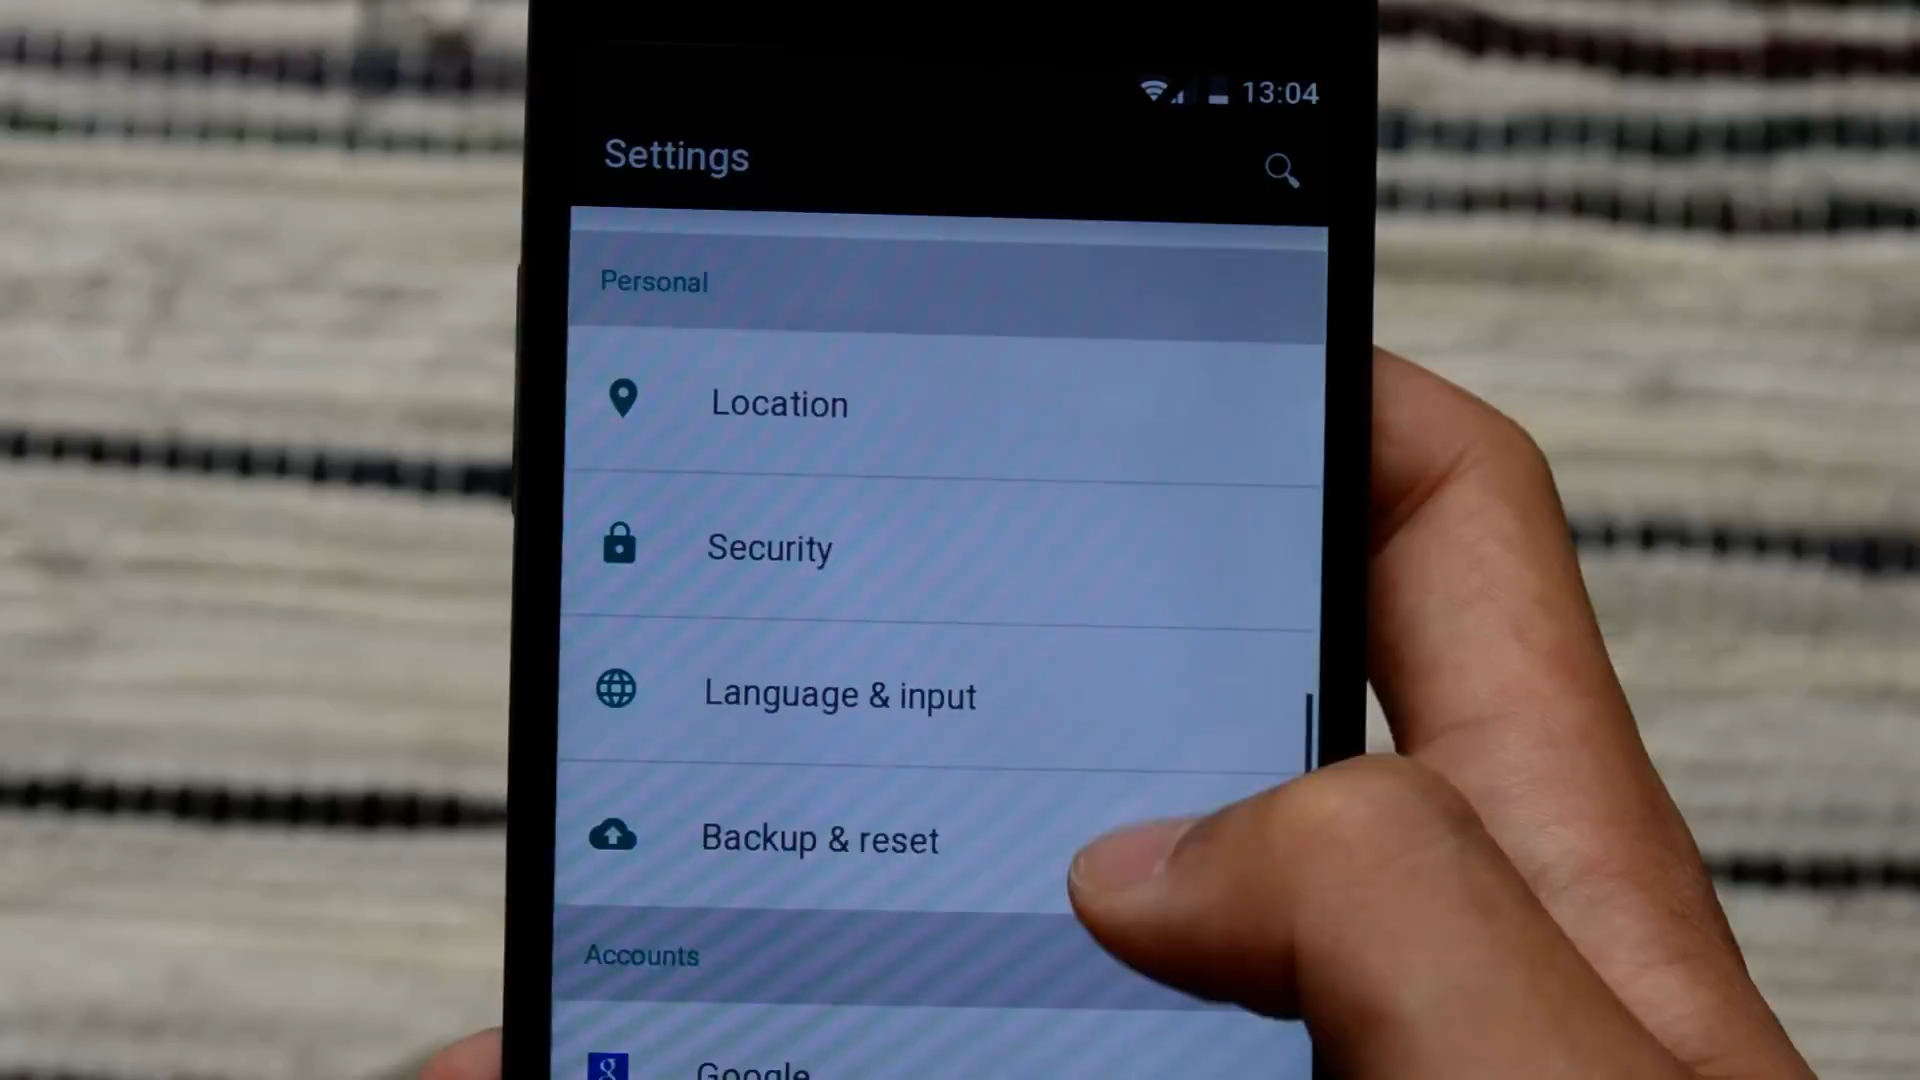 13:04
Settings
Personal
Location
Security
Language & input
Backup & reset
Accounts
g
Google